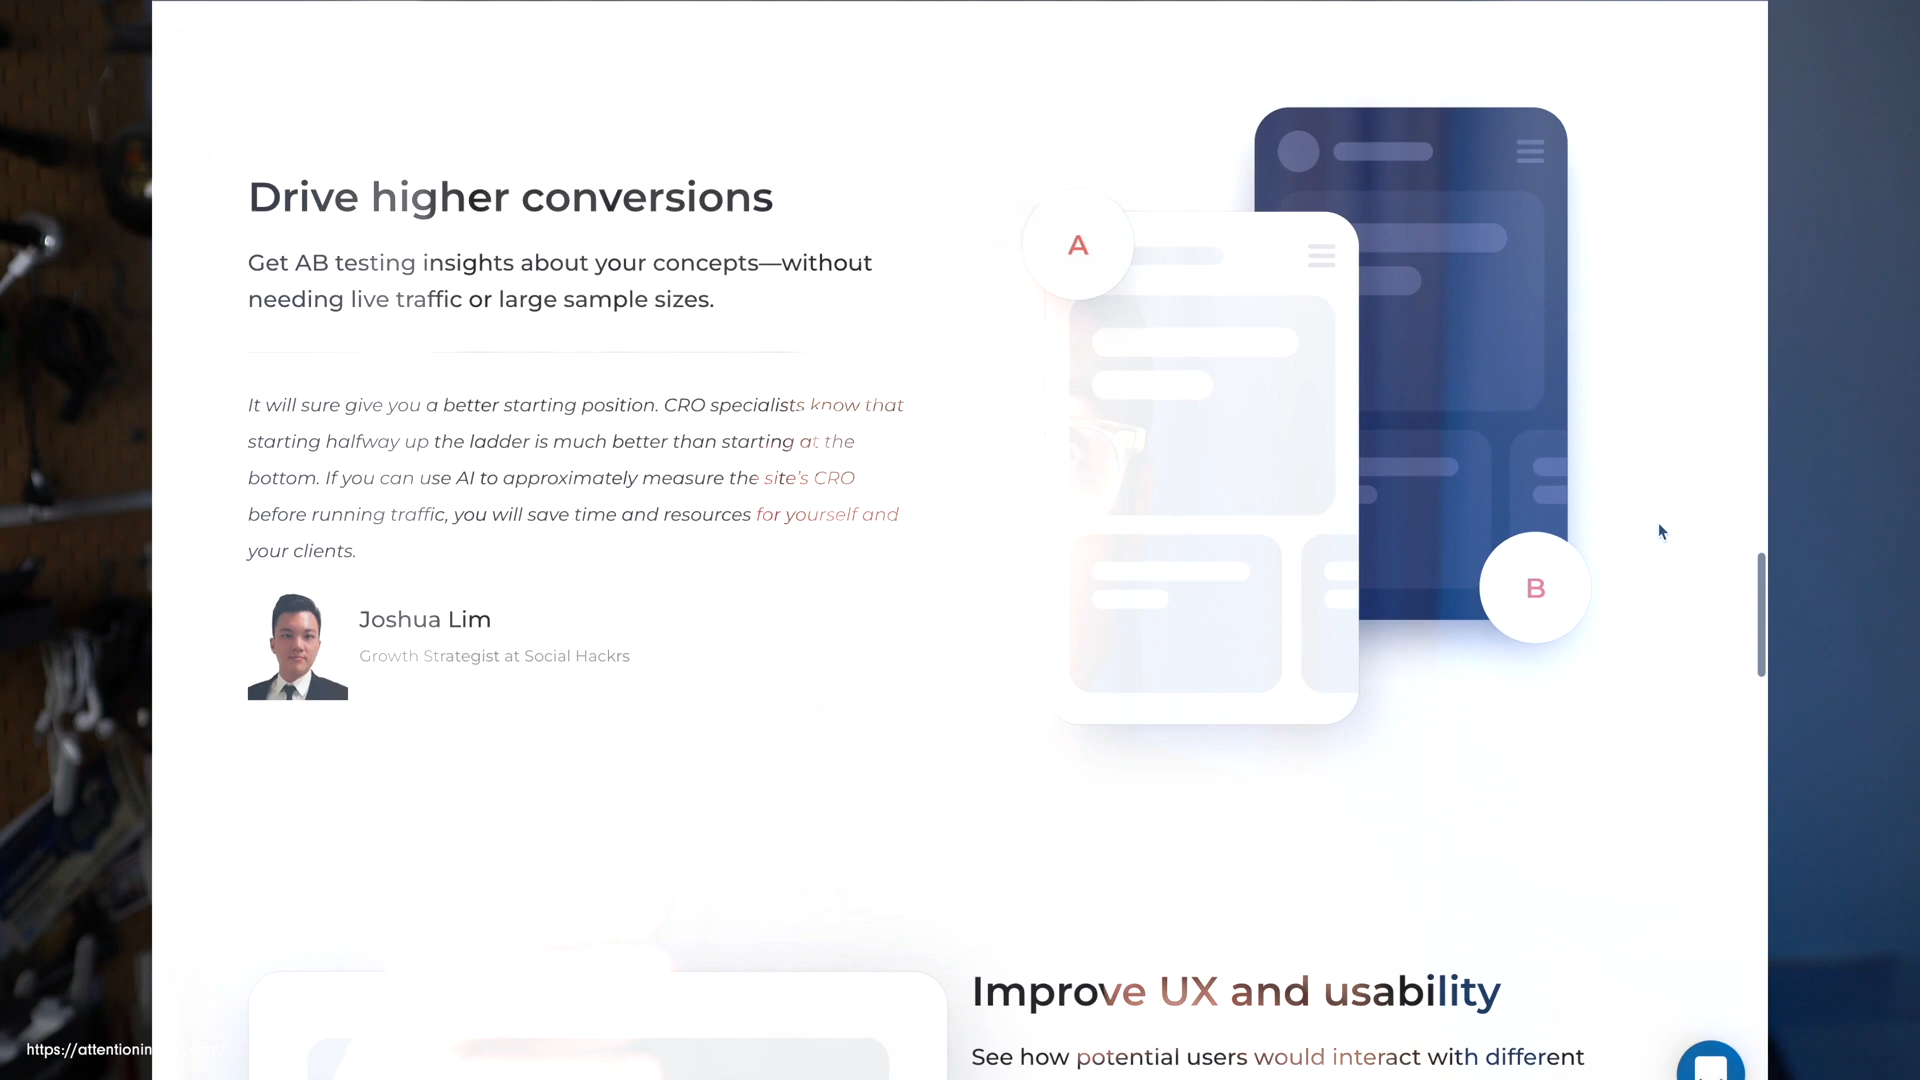 Drive higher conversions
Get AB testing insights about your concepts—without
needing live traffic or large sample sizes.
It will sure give you a better starting position. CRO specialists know that
starting halfway up the ladder is much better than starting at the
bottom. If you can use AI to approximately measure the site's CRO
before running traffic, you will save time and resources for yourself and
your clients.
Joshua Lim
Growth Strategist at Social Hackrs
A
B
Improve UX and usability
See how potential users would interact with different